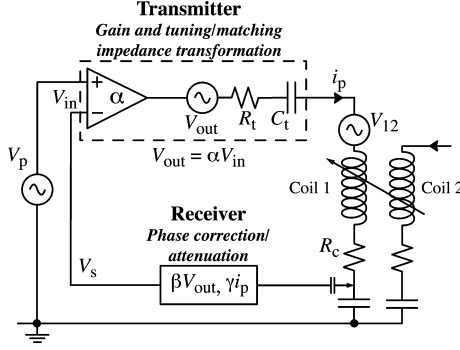 Transmitter
Gain and tuning/matching
impedance transformation
+
−
α
V_in
V_out
R_t
C_t
i_p
V_out = αV_in
V_12
V_p
Coil 1
Coil 2
Receiver
Phase correction/
attenuation
R_c
V_s
βV_out, γi_p